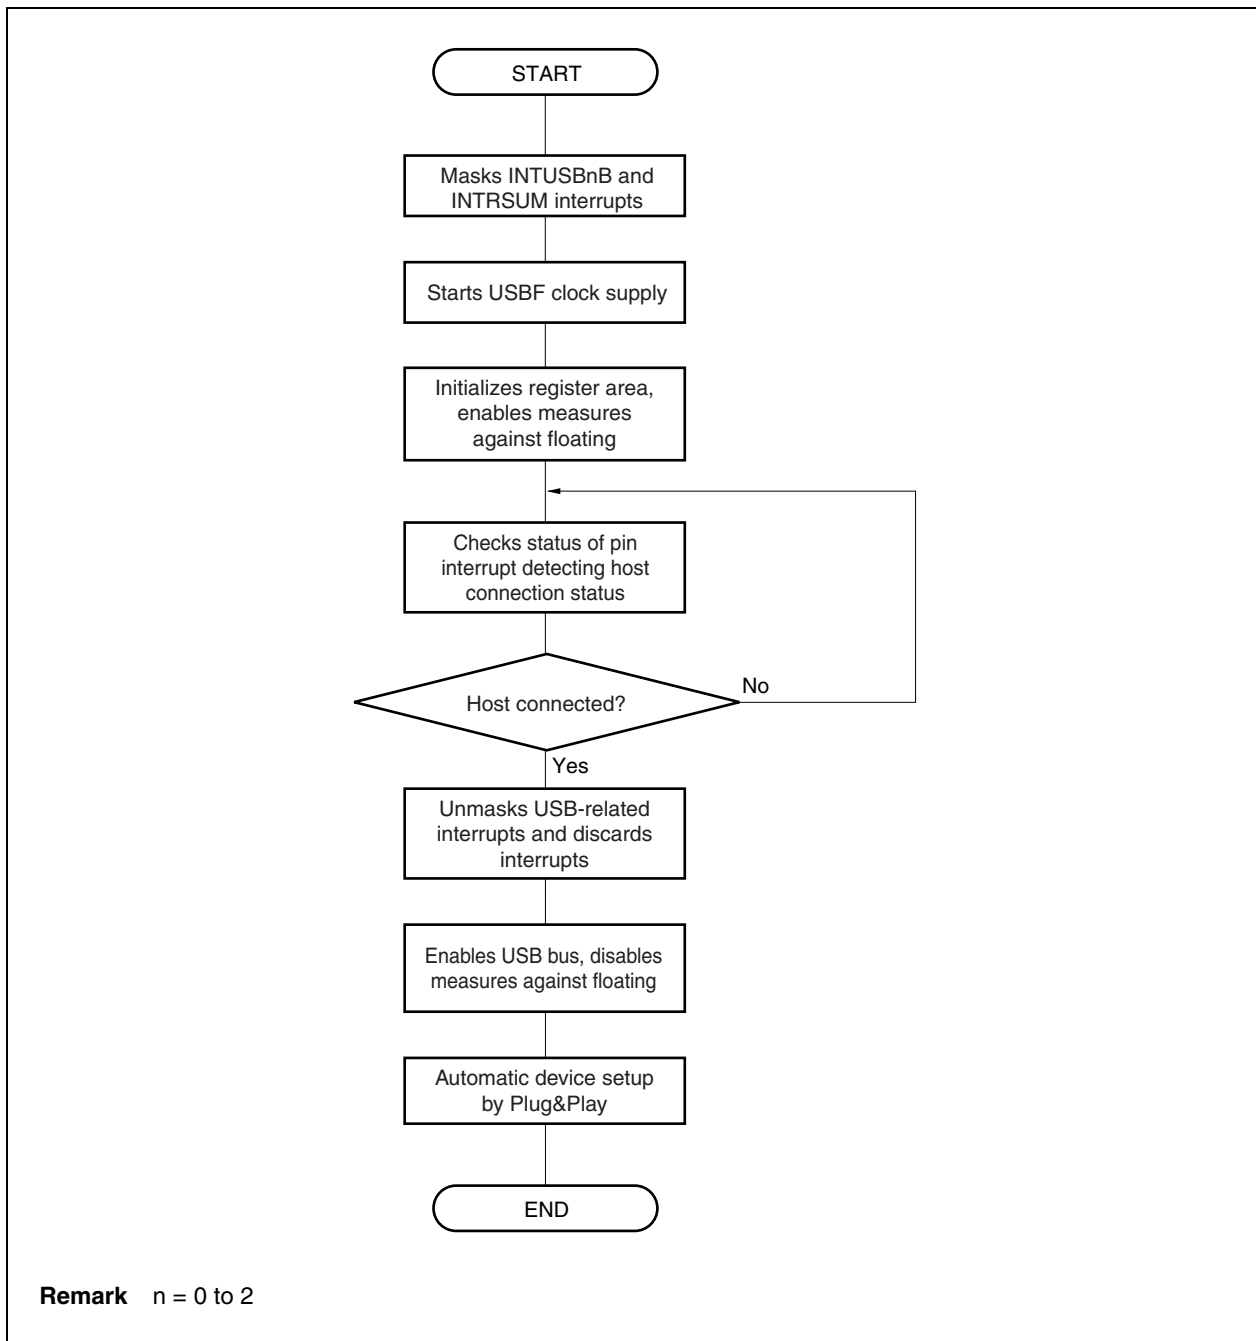 START
Masks INTUSBnB and
INTRSUM interrupts
Starts USBF clock supply
Initializes register area,
enables measures
against floating
Checks status of pin
interrupt detecting host
connection status
Host connected?
No
Yes
Unmasks USB-related
interrupts and discards
interrupts
Enables USB bus, disables
measures against floating
Automatic device setup
by Plug&Play
END
Remark n = 0 to 2